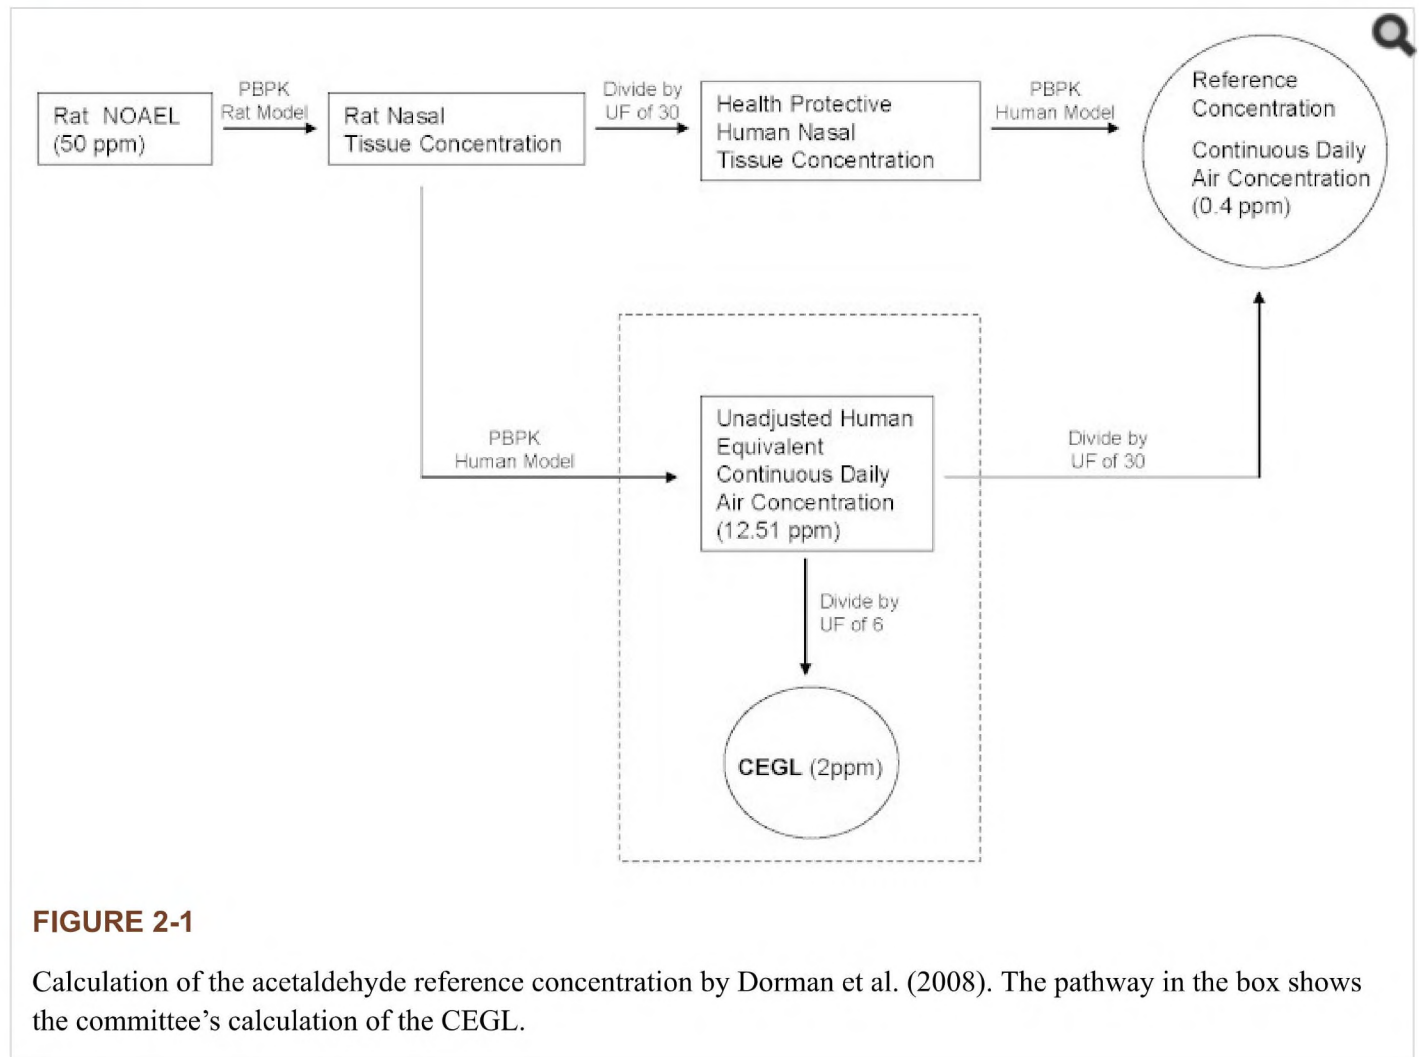 Rat NOAEL
(50 ppm)
PBPK
Rat Model
Rat Nasal
Tissue Concentration
Divide by
UF of 30
Health Protective
Human Nasal
Tissue Concentration
PBPK
Human Model
Reference
Concentration
Continuous Daily
Air Concentration
(0.4 ppm)
PBPK
Human Model
Unadjusted Human
Equivalent
Continuous Daily
Air Concentration
(12.51 ppm)
Divide by
UF of 30
Divide by
UF of 6
CEGL (2ppm)
FIGURE 2-1
Calculation of the acetaldehyde reference concentration by Dorman et al. (2008). The pathway in the box shows
the committee’s calculation of the CEGL.